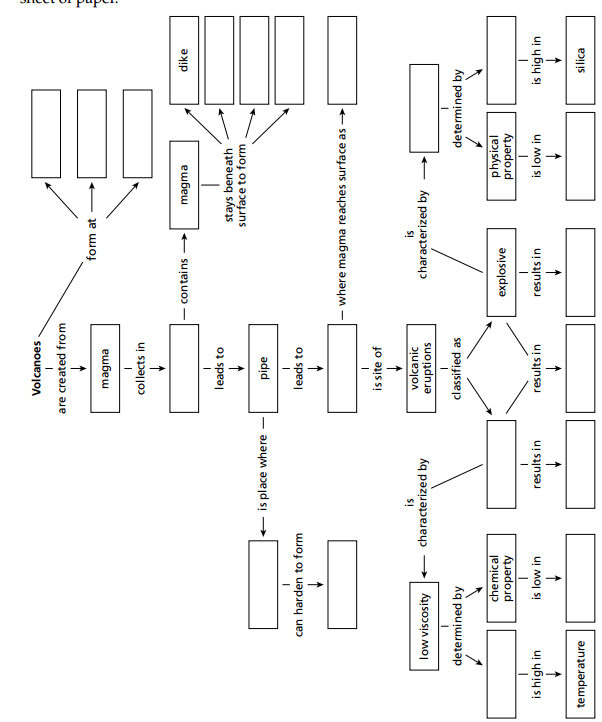 sheet of paper.
Volcanoes
form at
are created from
magma
collects in
contains
magma
stays beneath
surface to form
dike
leads to
pipe
is place where
can harden to form
leads to
where magma reaches surface as
is site of
volcanic
eruptions
classified as
explosive
is
characterized by
determined by
is high in
silica
physical
property
is low in
results in
results in
results in
is
characterized by
low viscosity
determined by
chemical
property
is low in
is high in
temperature